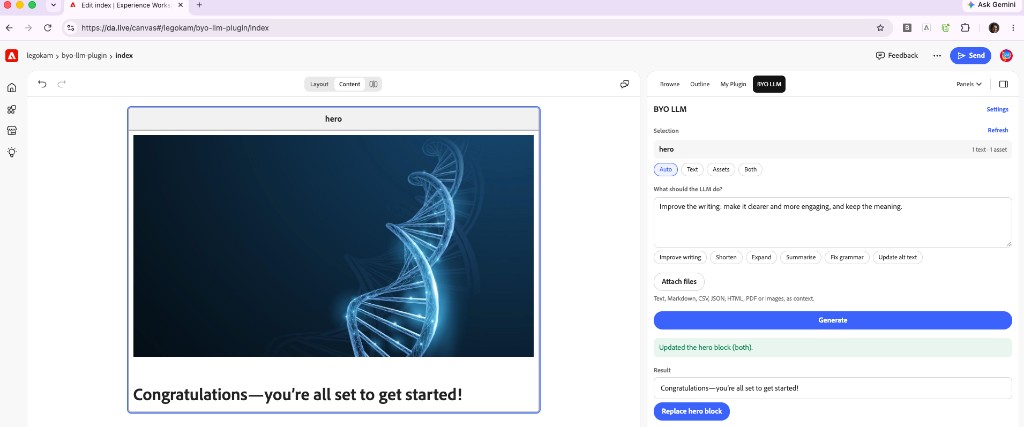 Edit index | Experience Works
Ask Gemini
https://da.live/canvas#/legokam/byo-llm-plugin/index
legokam > byo-llm-plugin > index
Feedback
Send
Layout
Content
hero
Congratulations—you're all set to get started!
Browse
Outline
My Plugin
BYO LLM
Panels
BYO LLM
Settings
Selection
Refresh
hero
1 text · 1 asset
Auto
Text
Assets
Both
What should the LLM do?
Improve the writing: make it clearer and more engaging, and keep the meaning.
Improve writing
Shorten
Expand
Summarise
Fix grammar
Update alt text
Attach files
Text, Markdown, CSV, JSON, HTML, PDF or images, as context.
Generate
Updated the hero block (both).
Result
Congratulations—you're all set to get started!
Replace hero block